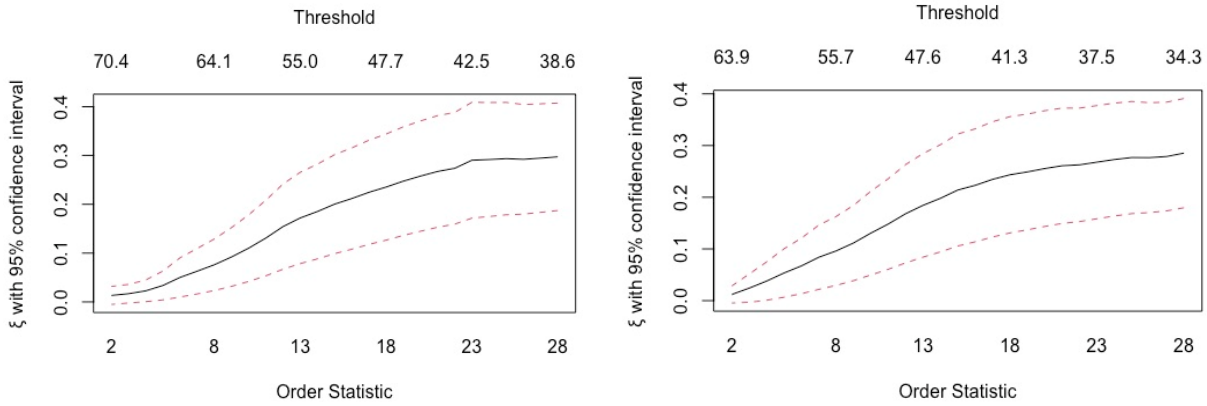 Threshold
70.4 64.1 55.0 47.7 42.5 38.6
ξ with 95% confidence interval
0.4
0.3
0.2
0.1
0.0
2 8 13 18 23 28
Order Statistic
Threshold
63.9 55.7 47.6 41.3 37.5 34.3
ξ with 95% confidence interval
0.4
0.3
0.2
0.1
0.0
2 8 13 18 23 28
Order Statistic